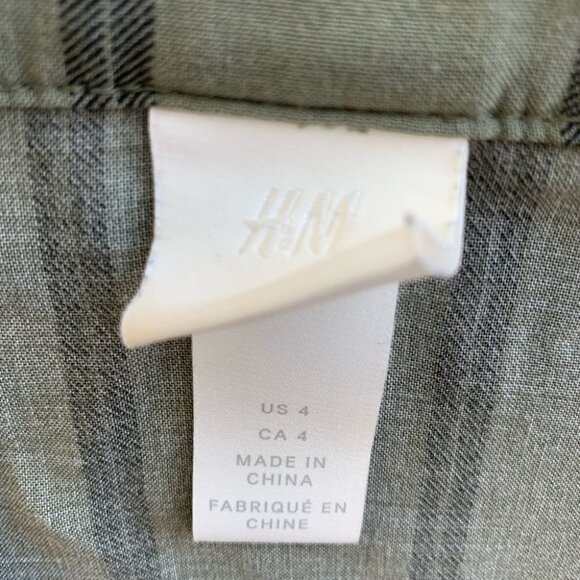 H&M
US 4
CA 4
MADE IN
CHINA
FABRIQUÉ EN
CHINE